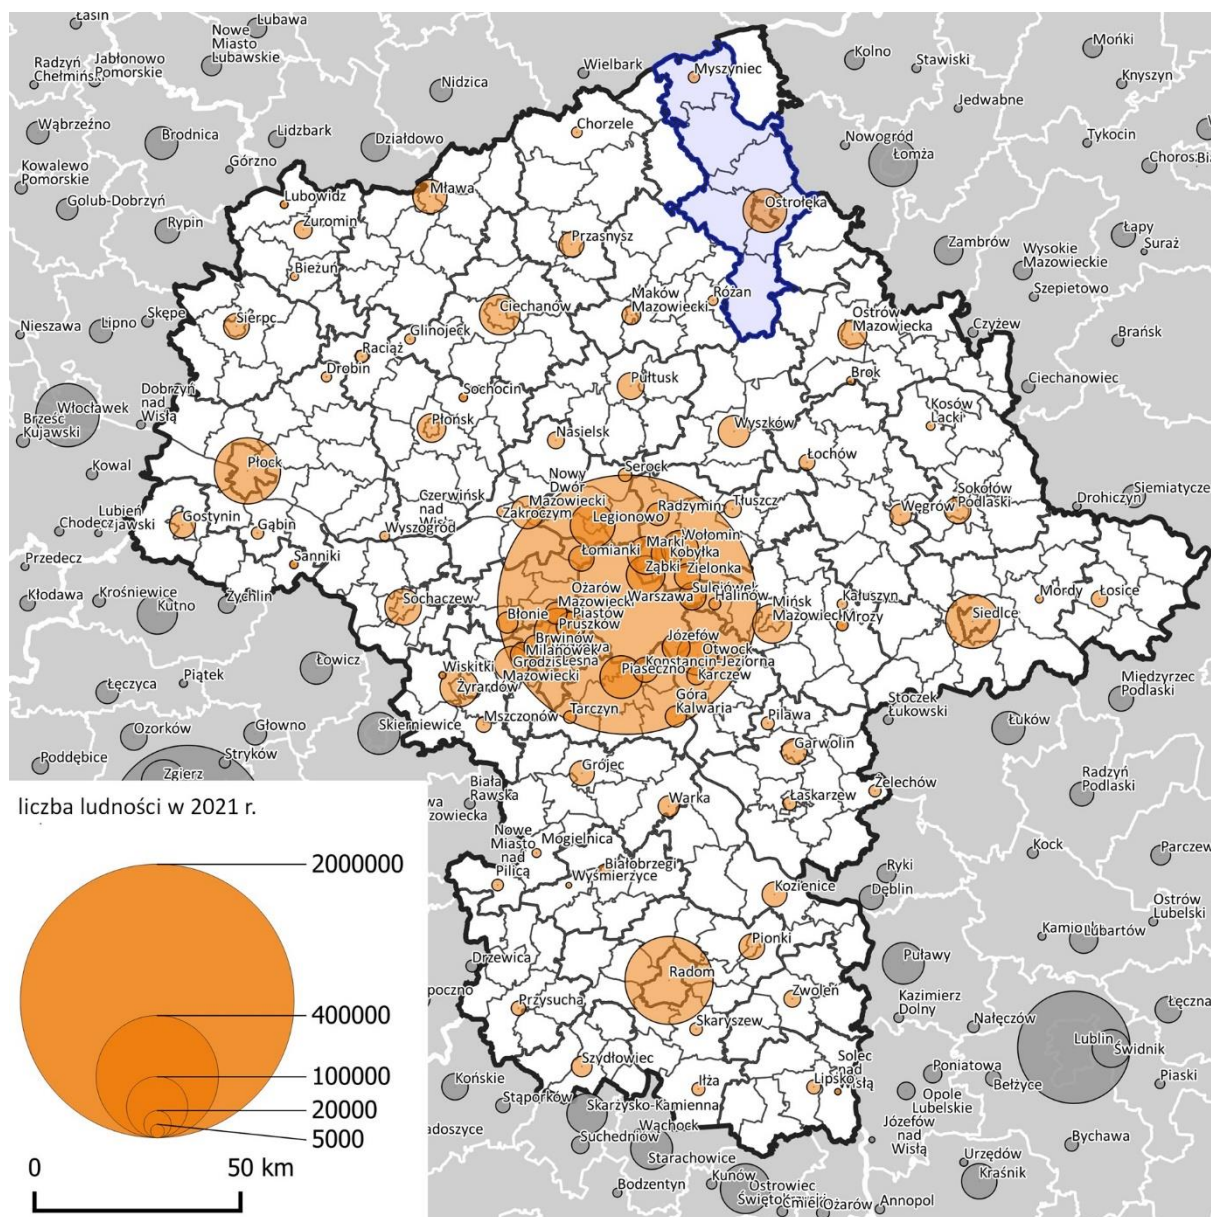 Łasin
Lubawa
Nowe
Miasto
Lubawskie
Radzyń
Chełmiński
Jabłonowo
Pomorskie
Nidzica
Wielbark
Myszyniec
Kolno
Stawiski
Mońki
Knyszyn
Jedwabne
Wąbrzeźno
Brodnica
Lidzbark
Działdowo
Chorzele
Nowogród
Łomża
Tykocin
Kowalewo
Pomorskie
Górzno
Choros
Golub-Dobrzyń
Rypin
Lubowidz
Mława
Żuromin
Przasnysz
Ostrołęka
Zambrów
Łapy
Suraż
Wysokie
Mazowieckie
Bieżuń
Szepietowo
Nieszawa
Lipno
Skępe
Sierpc
Ciechanów
Glinojeck
Maków
Mazowiecki
Różan
Ostrów
Mazowiecka
Czyżew
Brańsk
Raciąż
Drobin
Sochocin
Pułtusk
Brok
Ciechanowiec
Włocławek
Brześć
Kujawski
Dobrzyń
nad
Wisłą
Płońsk
Nasielsk
Wyszków
Kosów
Lacki
Kowal
Płock
Serock
Łochów
Nowy
Dwór
Mazowiecki
Zakroczym
Czerwińsk
nad
Wyszogród
Legionowo
Radzymin
Tłuszcz
Węgrów
Sokołów
Podlaski
Drohiczyn
Siemiatycze
Lubień
Chodecz
Gostynin
Gąbin
Przedecz
Sanniki
Łomianki
Marki
Wołomin
Kobyłka
Ząbki
Zielonka
Kłodawa
Krośniewice
Kutno
Żychlin
Sochaczew
Ożarów
Mazowiecki
Warszawa
Sulejówek
Halinów
Mińsk
Mazowiecki
Kałuszyn
Mrozy
Siedlce
Mordy
Łosice
Błonie
Piastów
Pruszków
Brwinów
Milanówek
Leśna
Mazowiecki
Józefów
Otwock
Konstancin-Jeziorna
Piaseczno
Karczew
Łowicz
Wiskitki
Żyrardów
Łęczyca
Piątek
Góra
Kalwaria
Tarczyn
Mszczonów
Skierniewice
Pilawa
Stoczek
Łukowski
Międzyrzec
Podlaski
Łuków
Ozorków
Głowno
Stryków
Poddębice
Zgierz
Garwolin
Grójec
Żelechów
Radzyń
Podlaski
Biała
Rawska
Warka
Łaskarzew
Nowe
Miasto
nad
Pilicą
Mogielnica
Białobrzegi
Wyśmierzyce
Kozienice
Ryki
Dęblin
Kock
Parczew
Ostrów
Lubelski
Lubartów
Drzewica
Radom
Pionki
Puławy
Przysucha
Zwoleń
Kazimierz
Dolny
Nałęczów
Łęczna
Lublin
Świdnik
Skaryszew
Szydłowiec
Iłża
Lipsko
Solec
nad
Wisłą
Końskie
Stąporków
Skarżysko-Kamienna
Suchedniów
Wąchock
Starachowice
Poniatowa
Bełżyce
Opole
Lubelskie
Piaski
Józefów
nad
Wisłą
Bychawa
Urzędów
Kraśnik
Bodzentyn
Kunów
Ostrowiec
Ożarów
Annopol
liczba ludności w 2021 r.
2000000
400000
100000
20000
5000
0 50 km